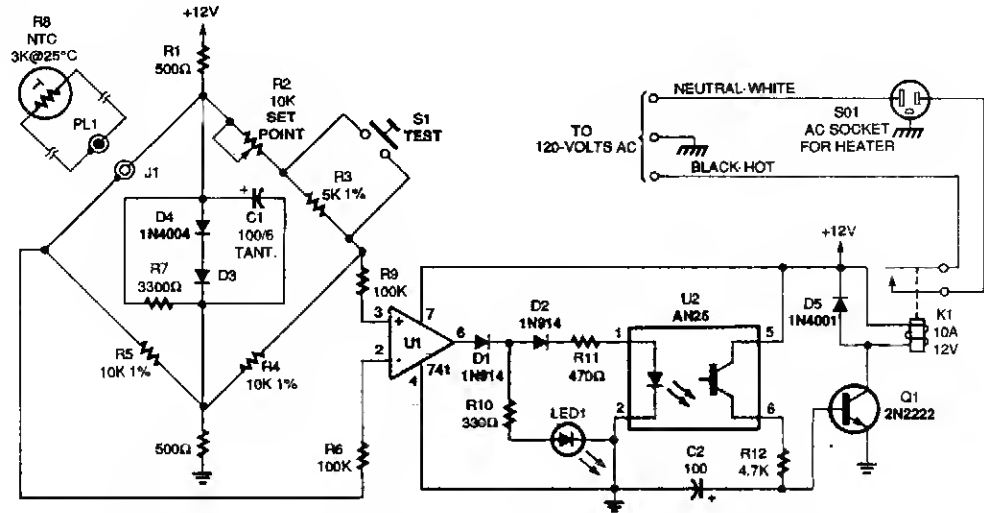 R8
NTC
3K@25°C
PL1
J1
+12V
R1
500Ω
R2
10K
SET
POINT
S1
TEST
R3
5K 1%
+
C1
100/6
TANT.
D4
1N4004
D3
R7
3300Ω
R5
10K 1%
R4
10K 1%
500Ω
R9
100K
R6
100K
3
+
2
-
U1
741
7
6
4
D1
1N914
D2
1N914
R10
330Ω
LED1
R11
470Ω
U2
AN25
1
2
5
6
C2
100
+
R12
4.7K
TO
120-VOLTS AC
NEUTRAL-WHITE
BLACK-HOT
S01
AC SOCKET
FOR HEATER
+12V
D5
1N4001
K1
10A
12V
Q1
2N2222